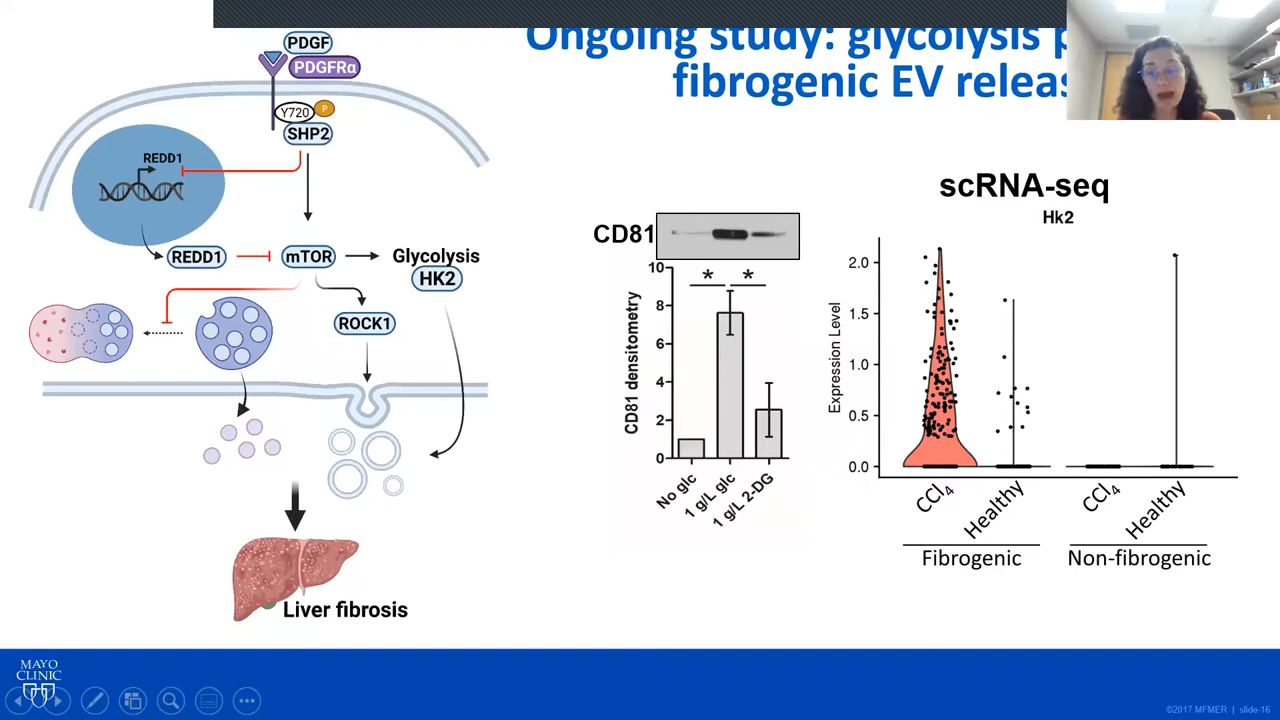 Ongoing study: glycolysis
fibrogenic EV
PDGF
PDGFRα
Y720
P
SHP2
REDD1
REDD1
mTOR
Glycolysis
HK2
ROCK1
Liver fibrosis
CD81
10
8
6
4
2
0
CD81 densitometry
*
*
No glc
1 g/L glc
1 g/L 2-DG
scRNA-seq
Hk2
2.0
1.5
1.0
0.5
0.0
Expression Level
CCl4
Healthy
CCl4
Healthy
Fibrogenic
Non-fibrogenic
MAYO
CLINIC
©2017 MFMER | slide-16